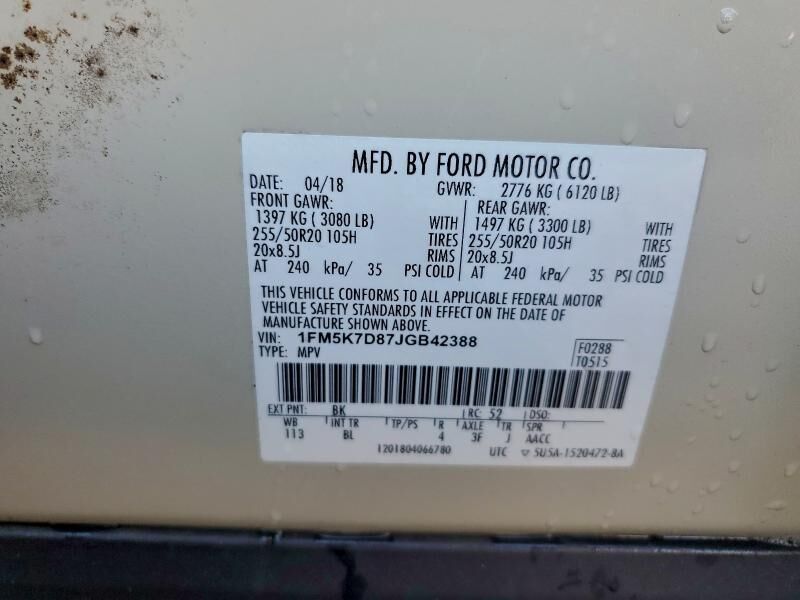 MFD. BY FORD MOTOR CO.
DATE: 04/18 GVWR: 2776 KG ( 6120 LB)
FRONT GAWR: REAR GAWR:
1397 KG ( 3080 LB) WITH 1497 KG ( 3300 LB) WITH
255/50R20 105H TIRES 255/50R20 105H TIRES
20x8.5J RIMS 20x8.5J RIMS
AT 240 kPa/ 35 PSI COLD AT 240 kPa/ 35 PSI COLD
THIS VEHICLE CONFORMS TO ALL APPLICABLE FEDERAL MOTOR
VEHICLE SAFETY STANDARDS IN EFFECT ON THE DATE OF
MANUFACTURE SHOWN ABOVE.
VIN: 1FM5K7D87JGB42388
TYPE: MPV
F0288
T0515
EXT PNT: BK RC: 52 DSO:
WB INT TR TP/PS R AXLE TR SPR
113 BL 4 3F J AACC
1201804066780 UTC ▽ 5U5A-1520472-8A